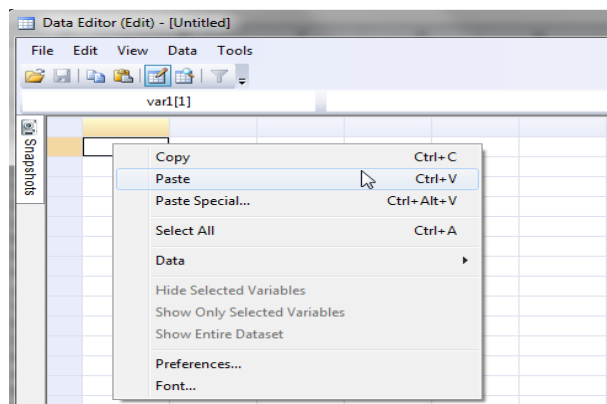 Data Editor (Edit) - [Untitled]
File Edit View Data Tools
var1[1]
Snapshots
Copy Ctrl+C
Paste Ctrl+V
Paste Special... Ctrl+Alt+V
Select All Ctrl+A
Data
Hide Selected Variables
Show Only Selected Variables
Show Entire Dataset
Preferences...
Font...